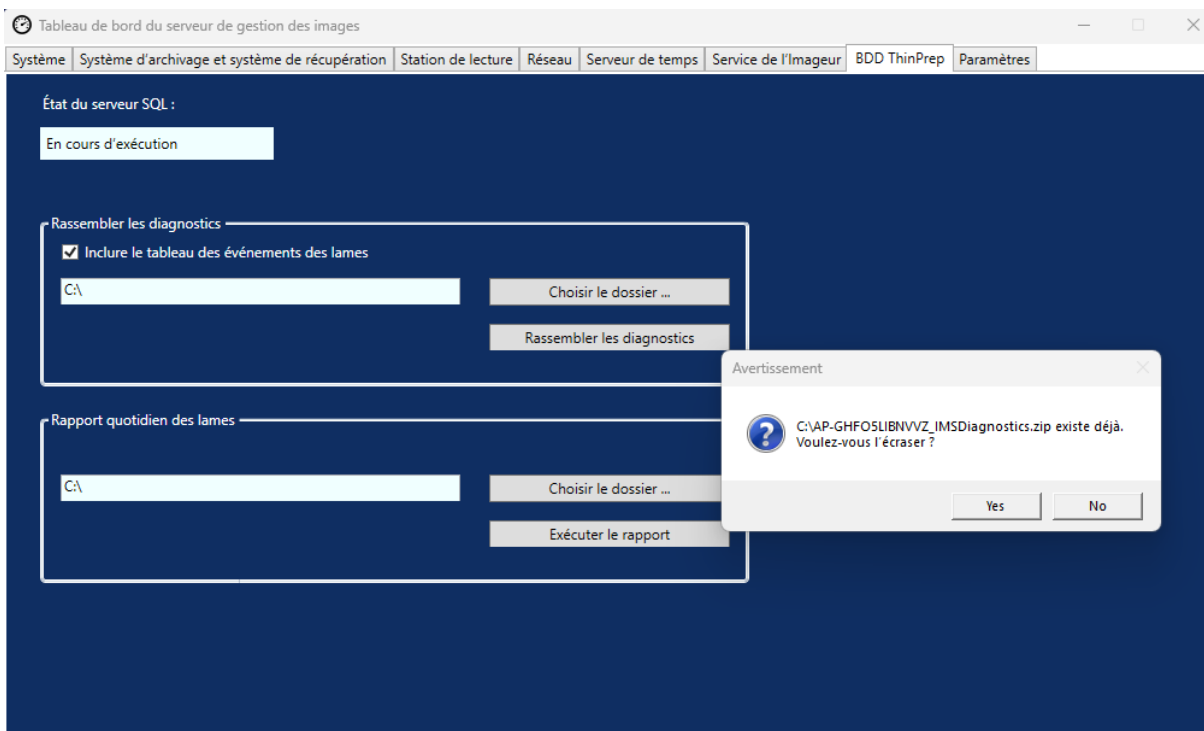 Tableau de bord du serveur de gestion des images
Système Système d'archivage et système de récupération Station de lecture Réseau Serveur de temps Service de l'Imageur BDD ThinPrep Paramètres
État du serveur SQL :
En cours d'exécution
Rassembler les diagnostics
Inclure le tableau des événements des lames
C:\
Choisir le dossier ...
Rassembler les diagnostics
Avertissement
C:\AP-GHFO5LIBNVVZ_IMSDiagnostics.zip existe déjà.
Voulez-vous l'écraser ?
Yes No
Rapport quotidien des lames
C:\
Choisir le dossier ...
Exécuter le rapport